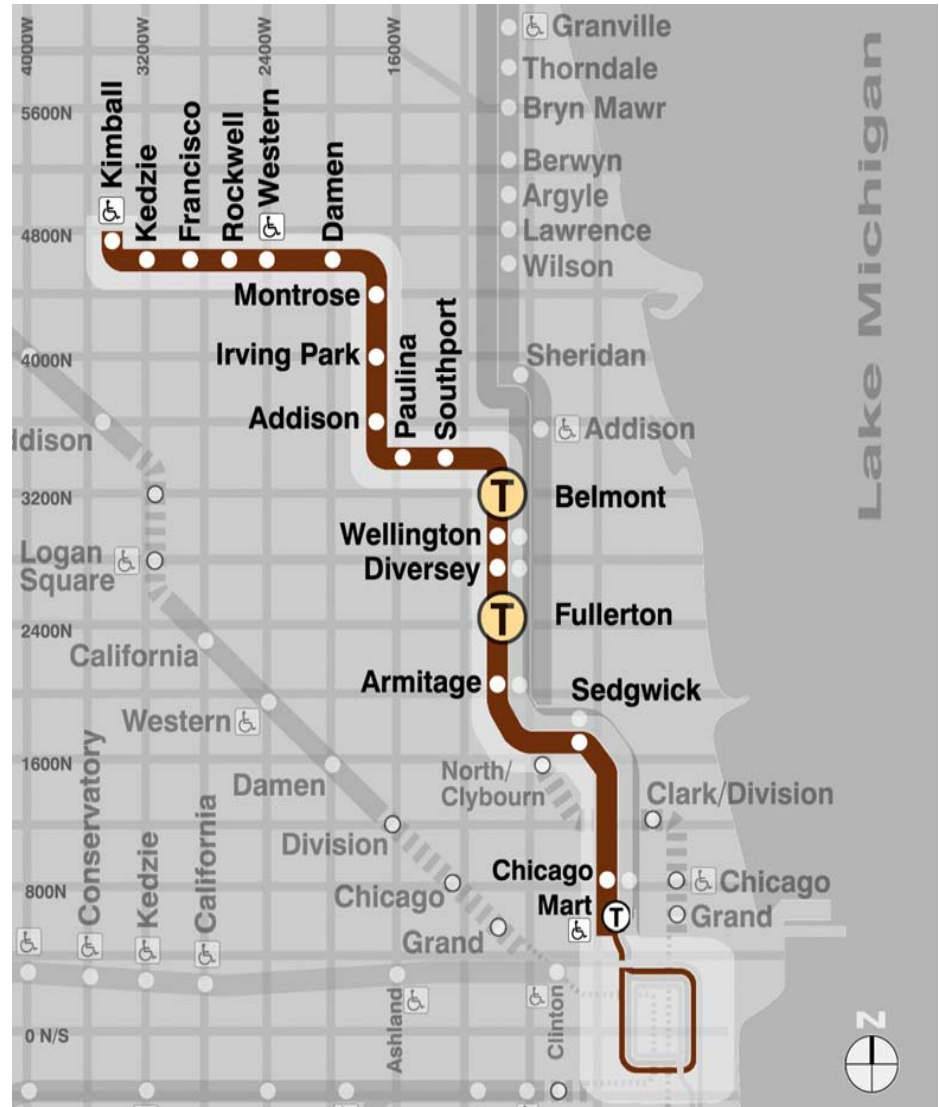 4000W
3200W
2400W
1600W
Granville
Thorndale
Bryn Mawr
Berwyn
Argyle
Lawrence
Wilson
Lake Michigan
5600N
Kimball
Kedzie
Francisco
Rockwell
Western
Damen
4800N
Montrose
Irving Park
Addison
Paulina
Southport
Sheridan
Addison
4000N
ddison
3200N
T
Belmont
Wellington
Diversey
Logan
Square
T
Fullerton
2400N
California
Armitage
Sedgwick
Western
1600N
Damen
North/
Clybourn
Clark/Division
Conservatory
Kedzie
California
Division
Chicago
Chicago
Mart
T
Chicago
Grand
800N
Grand
Ashland
Clinton
0 N/S
N